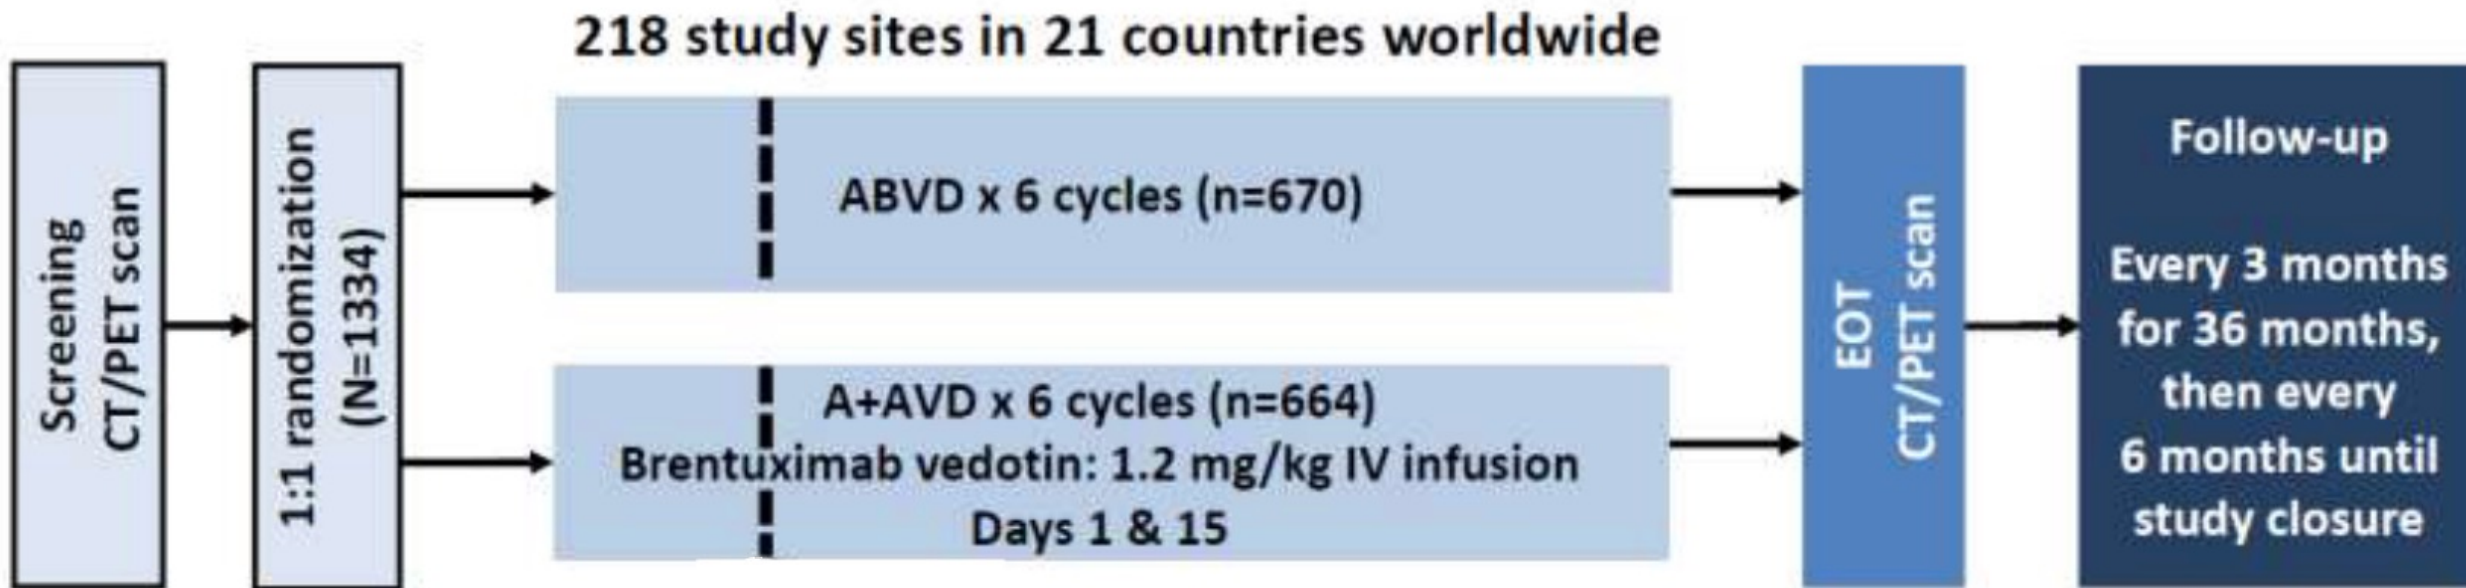 218 study sites in 21 countries worldwide
Screening
CT/PET scan
1:1 randomization
(N=1334)
ABVD x 6 cycles (n=670)
A+AVD x 6 cycles (n=664)
Brentuximab vedotin: 1.2 mg/kg IV infusion
Days 1 & 15
EOT
CT/PET scan
Follow-up
Every 3 months
for 36 months,
then every
6 months until
study closure